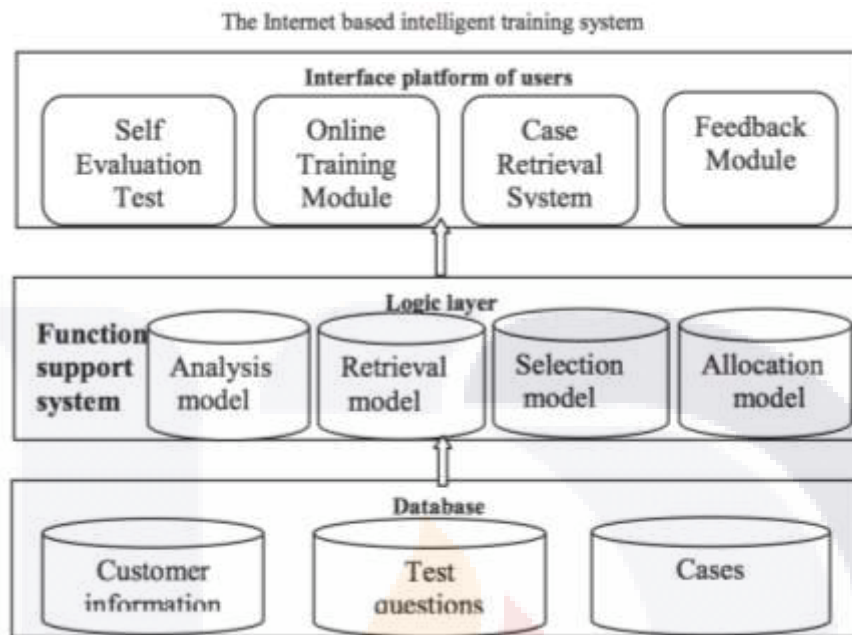 The Internet based intelligent training system
Interface platform of users
Self
Evaluation
Test
Online
Training
Module
Case
Retrieval
System
Feedback
Module
Logic layer
Function
support
system
Analysis
model
Retrieval
model
Selection
model
Allocation
model
Database
Customer
information
Test
questions
Cases